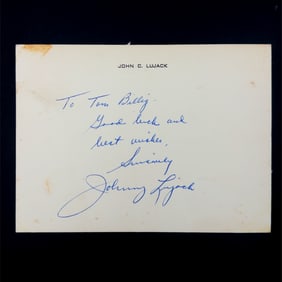 JOHN C. LUJACK
To Tom Billig.
Good luck and
best wishes,
Sincerely
Johnny Lujack